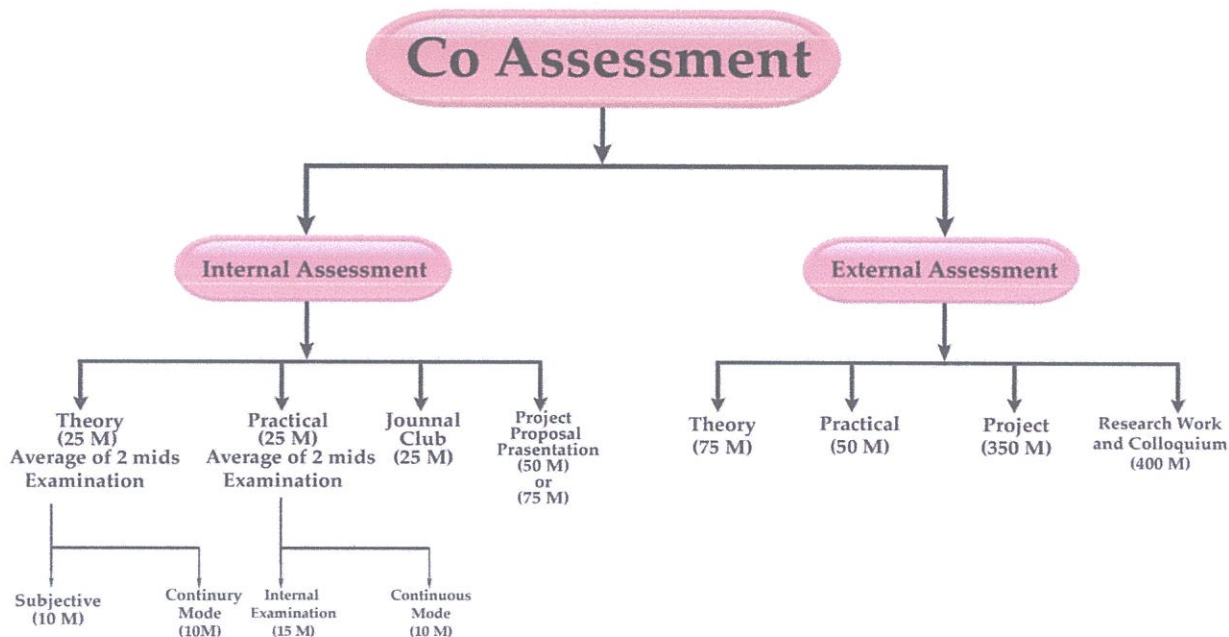 Co Assessment
Internal Assessment
External Assessment
Theory
(25 M)
Average of 2 mids
Examination
Practical
(25 M)
Average of 2 mids
Examination
Jounnal
Club
(25 M)
Project
Proposal
Prasentation
(50 M)
or
(75 M)
Theory
(75 M)
Practical
(50 M)
Project
(350 M)
Research Work
and Colloquium
(400 M)
Subjective
(10 M)
Continury
Mode
(10M)
Internal
Examination
(15 M)
Continuous
Mode
(10 M)